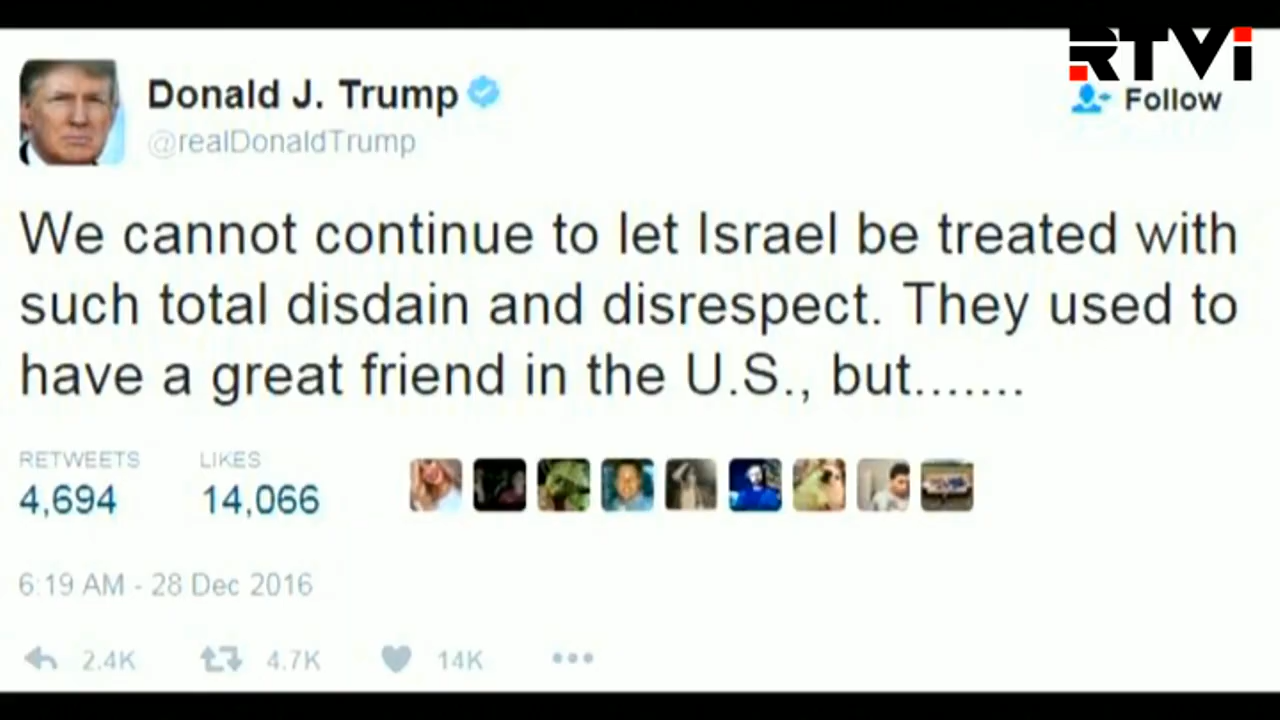 RTVi
Donald J. Trump
Follow
@realDonaldTrump
We cannot continue to let Israel be treated with
such total disdain and disrespect. They used to
have a great friend in the U.S., but.......
RETWEETS LIKES
4,694 14,066
6:19 AM - 28 Dec 2016
2.4K 4.7K 14K